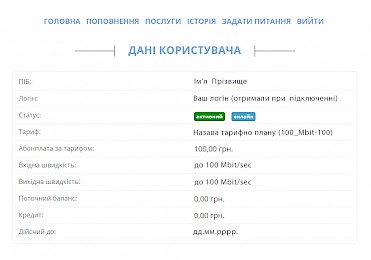 ГОЛОВНА ПОПОВНЕННЯ ПОСЛУГИ ІСТОРІЯ ЗАДАТИ ПИТАННЯ ВИЙТИ
ДАНІ КОРИСТУВАЧА
ПІБ: Ім'я Прізвище
Логін: Ваш логін (отримали при підключенні)
Статус: активний онлайн
Тариф: Назава тарифно плану (100_Mbit-100)
Абонплата за тарифом: 100,00 грн.
Вхідна швидкість: до 100 Mbit/sec
Вихідна швидкість: до 100 Mbit/sec
Поточний баланс: 0,00 грн.
Кредит: 0,00 грн.
Дійсний до: дд.мм.рррр.